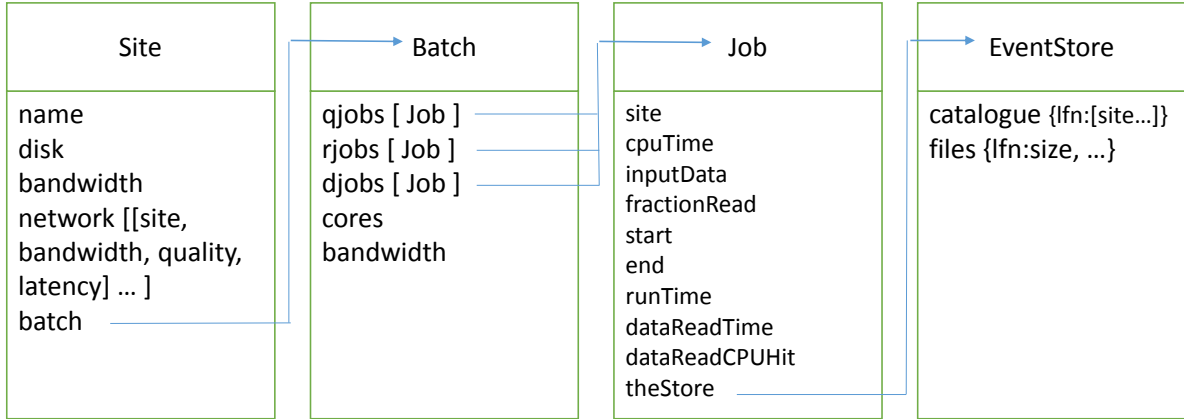 Site
name
disk
bandwidth
network [[site,
bandwidth, quality,
latency] … ]
batch
Batch
qjobs [ Job ]
rjobs [ Job ]
djobs [ Job ]
cores
bandwidth
Job
site
cpuTime
inputData
fractionRead
start
end
runTime
dataReadTime
dataReadCPUHit
theStore
EventStore
catalogue {lfn:[site…]}
files {lfn:size, …}